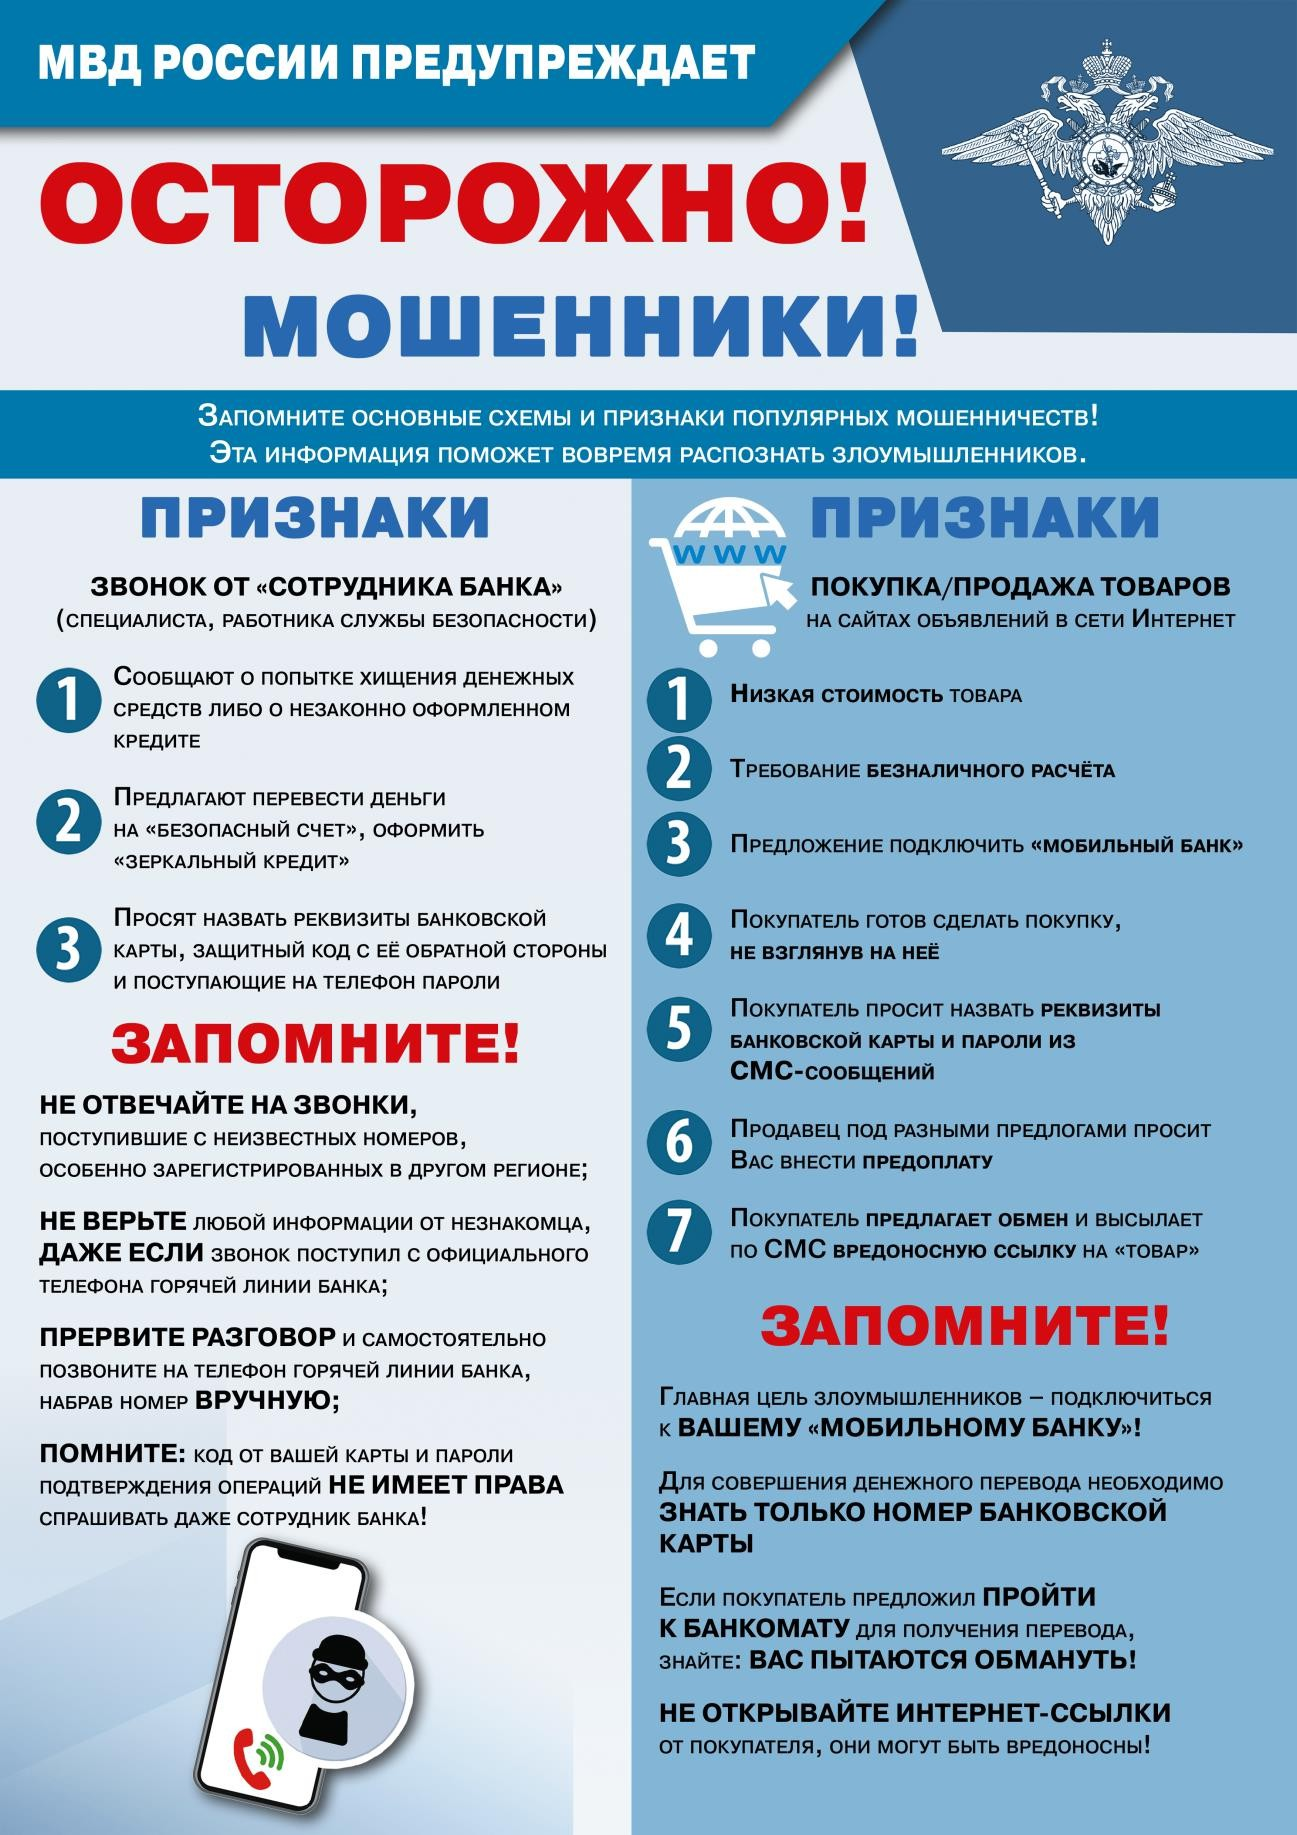 МВД РОССИИ ПРЕДУПРЕЖДАЕТ
ОСТОРОЖНО!
МОШЕННИКИ!
Запомните основные схемы и признаки популярных мошенничеств!
Эта информация поможет вовремя распознать злоумышленников.
ПРИЗНАКИ
ЗВОНОК ОТ «СОТРУДНИКА БАНКА»
(специалиста, работника службы безопасности)
1 Сообщают о попытке хищения денежных
средств либо о незаконно оформленном
кредите
2 Предлагают перевести деньги
на «безопасный счет», оформить
«зеркальный кредит»
3 Просят назвать реквизиты банковской
карты, защитный код с её обратной стороны
и поступающие на телефон пароли
ЗАПОМНИТЕ!
НЕ ОТВЕЧАЙТЕ НА ЗВОНКИ,
поступившие с неизвестных номеров,
особенно зарегистрированных в другом регионе;
НЕ ВЕРЬТЕ любой информации от незнакомца,
ДАЖЕ ЕСЛИ звонок поступил с официального
телефона горячей линии банка;
ПРЕРВИТЕ РАЗГОВОР и самостоятельно
позвоните на телефон горячей линии банка,
набрав номер ВРУЧНУЮ;
ПОМНИТЕ: код от вашей карты и пароли
подтверждения операций НЕ ИМЕЕТ ПРАВА
спрашивать даже сотрудник банка!
www
ПРИЗНАКИ
ПОКУПКА/ПРОДАЖА ТОВАРОВ
на сайтах объявлений в сети Интернет
1 Низкая стоимость товара
2 Требование безналичного расчёта
3 Предложение подключить «мобильный банк»
4 Покупатель готов сделать покупку,
не взглянув на неё
5 Покупатель просит назвать реквизиты
банковской карты и пароли из
СМС-сообщений
6 Продавец под разными предлогами просит
Вас внести предоплату
7 Покупатель предлагает обмен и высылает
по СМС вредоносную ссылку на «товар»
ЗАПОМНИТЕ!
Главная цель злоумышленников – подключиться
к ВАШЕМУ «МОБИЛЬНОМУ БАНКУ»!
Для совершения денежного перевода необходимо
ЗНАТЬ ТОЛЬКО НОМЕР БАНКОВСКОЙ
КАРТЫ
Если покупатель предложил ПРОЙТИ
К БАНКОМАТУ для получения перевода,
знайте: ВАС ПЫТАЮТСЯ ОБМАНУТЬ!
НЕ ОТКРЫВАЙТЕ ИНТЕРНЕТ-ССЫЛКИ
от покупателя, они могут быть вредоносны!